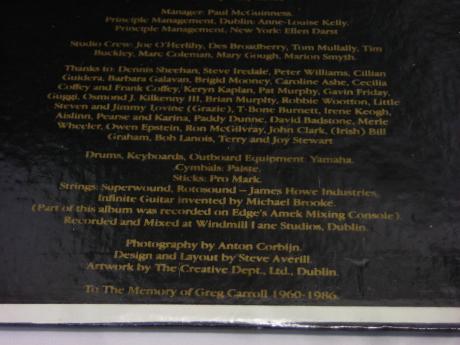 Manager: Paul McGuinness.
Principle Management, Dublin: Anne-Louise Kelly.
Principle Management, New York: Ellen Darst
Studio Crew: Joe O'Herlihy, Des Broadberry, Tom Mullally, Tim
Buckley, Marc Coleman, Mary Gough, Marion Smyth.
Thanks to: Dennis Sheehan, Steve Iredale, Peter Williams, Cillian
Guidera, Barbara Galavan, Brigid Mooney, Caroline Ashe, Cecilia
Coffey and Frank Coffey, Keryn Kaplan, Pat Murphy, Gavin Friday,
Guggi, Osmond J. Kilkenny III, Brian Murphy, Robbie Wootton, Little
Steven and Jimmy Lovine (Grazie), T-Bone Burnett, Irene Keogh,
Aislinn, Pearse and Karina, Paddy Dunne, David Badstone, Merle
Wheeler, Owen Epstein, Ron McGilvray, John Clark, (Irish) Bill
Graham, Bob Lanois, Terry and Joy Stewart
Drums, Keyboards, Outboard Equipment: Yamaha.
Cymbals: Paiste.
Sticks: Pro Mark.
Strings: Superwound, Rotosound — James Howe Industries.
Infinite Guitar invented by Michael Brooke.
(Part of this album was recorded on Edge's Amek Mixing Console).
Recorded and Mixed at Windmill Lane Studios, Dublin.
Photography by Anton Corbijn.
Design and Layout by Steve Averill.
Artwork by The Creative Dept., Ltd., Dublin.
To The Memory of Greg Carroll 1960-1986.